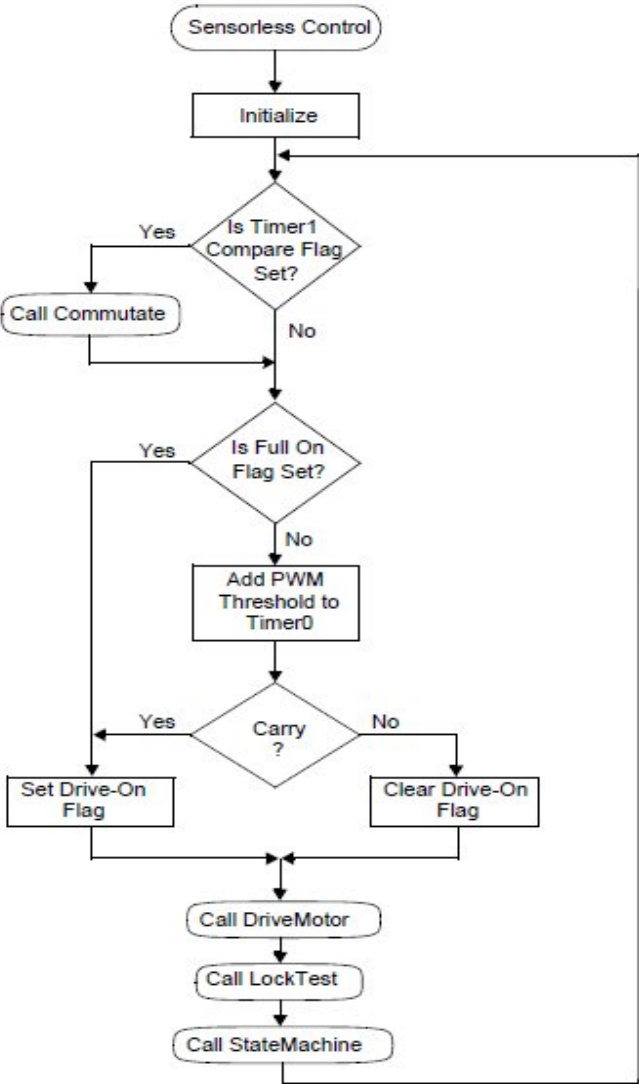 Sensorless Control
Initialize
Is Timer1
Compare Flag
Set?
Yes
Call Commutate
No
Is Full On
Flag Set?
Yes
No
Add PWM
Threshold to
Timer0
Carry
?
Yes
No
Set Drive-On
Flag
Clear Drive-On
Flag
Call DriveMotor
Call LockTest
Call StateMachine